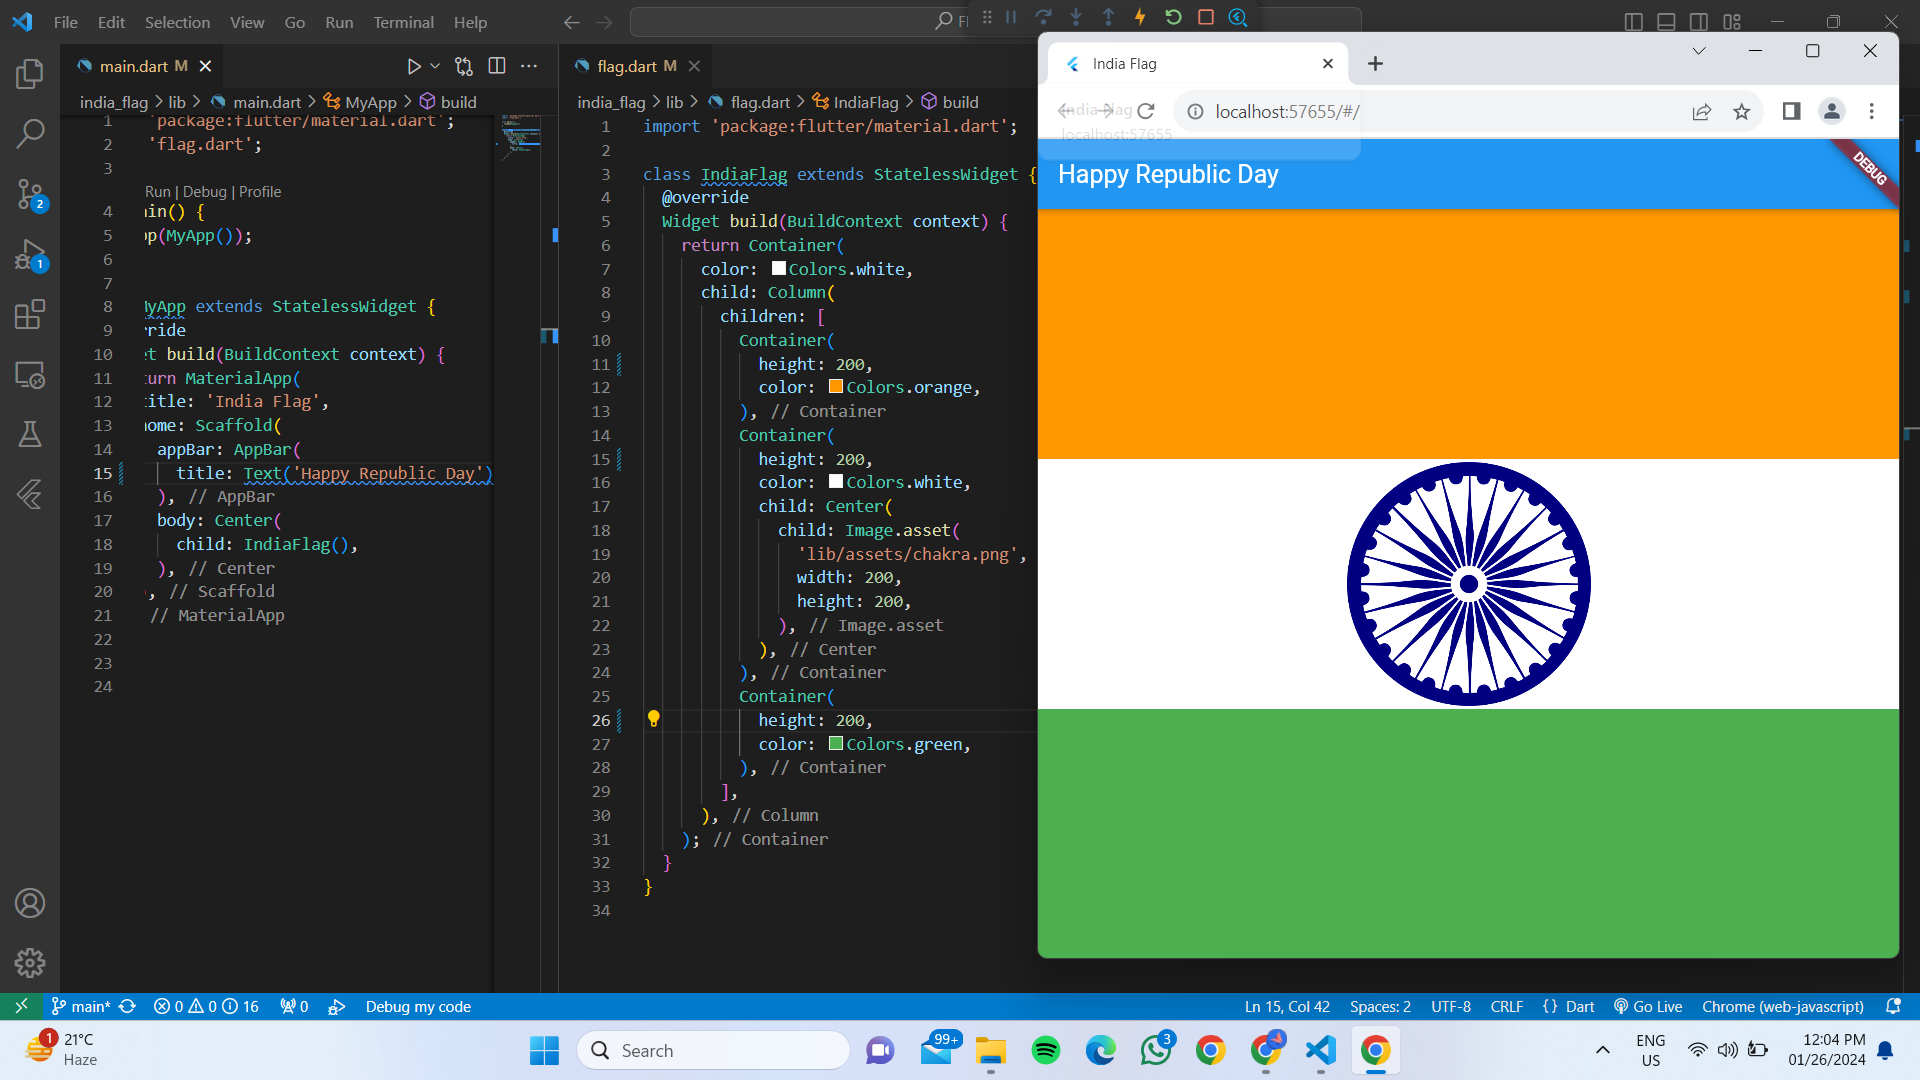 File Edit Selection View Go Run Terminal Help
main.dart M
india_flag > lib > main.dart > MyApp > build
1 'package:flutter/material.dart';
2 'flag.dart';
3
Run | Debug | Profile
4 in() {
5 p(MyApp());
6
7
8 MyApp extends StatelessWidget {
9 ride
10 t build(BuildContext context) {
11 urn MaterialApp(
12 title: 'India Flag',
13 home: Scaffold(
14 appBar: AppBar(
15 title: Text('Happy Republic Day')
16 ), // AppBar
17 body: Center(
18 child: IndiaFlag(),
19 ), // Center
20 , // Scaffold
21 // MaterialApp
22
23
24
flag.dart M
india_flag > lib > flag.dart > IndiaFlag > build
1 import 'package:flutter/material.dart';
2
3 class IndiaFlag extends StatelessWidget {
4 @override
5 Widget build(BuildContext context) {
6 return Container(
7 color: Colors.white,
8 child: Column(
9 children: [
10 Container(
11 height: 200,
12 color: Colors.orange,
13 ), // Container
14 Container(
15 height: 200,
16 color: Colors.white,
17 child: Center(
18 child: Image.asset(
19 'lib/assets/chakra.png',
20 width: 200,
21 height: 200,
22 ), // Image.asset
23 ), // Center
24 ), // Container
25 Container(
26 height: 200,
27 color: Colors.green,
28 ), // Container
29 ],
30 ), // Column
31 ); // Container
32 }
33 }
34
India Flag
localhost:57655/#/
India Flag
localhost:57655
Happy Republic Day
DEBUG
2
1
main* 0 0 16 0 Debug my code
Ln 15, Col 42 Spaces: 2 UTF-8 CRLF {} Dart Go Live Chrome (web-javascript)
1
21°C
Haze
Search
99+
3
ENG
US
12:04 PM
01/26/2024